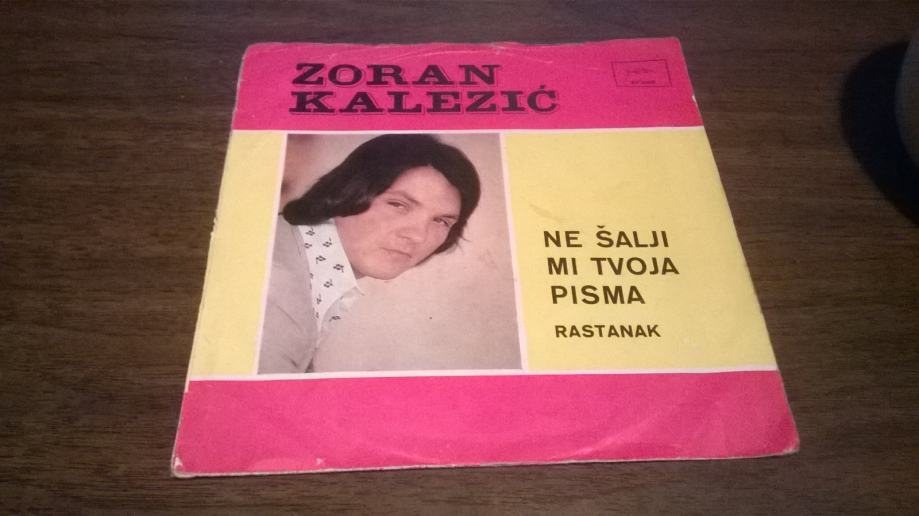 ZORAN
KALEZIĆ
NE ŠALJI
MI TVOJA
PISMA
RASTANAK